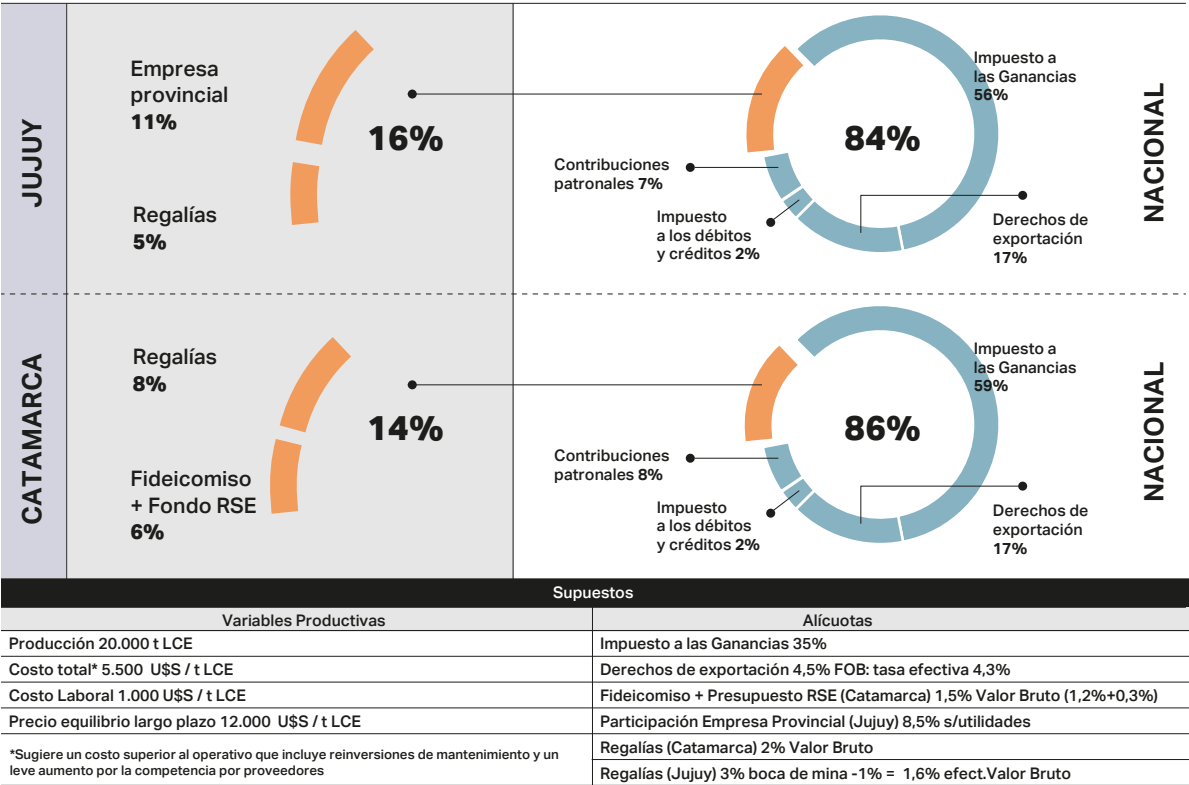 JUJUY
Empresa
provincial
11%
Regalías
5%
16%
84%
Impuesto a
las Ganancias
56%
Contribuciones
patronales 7%
Impuesto
a los débitos
y créditos 2%
Derechos de
exportación
17%
NACIONAL
CATAMARCA
Regalías
8%
Fideicomiso
+ Fondo RSE
6%
14%
86%
Impuesto a
las Ganancias
59%
Contribuciones
patronales 8%
Impuesto
a los débitos
y créditos 2%
Derechos de
exportación
17%
NACIONAL
Supuestos
Variables Productivas
Alícuotas
Producción 20.000 t LCE
Impuesto a las Ganancias 35%
Costo total* 5.500 U$S / t LCE
Derechos de exportación 4,5% FOB: tasa efectiva 4,3%
Costo Laboral 1.000 U$S / t LCE
Fideicomiso + Presupuesto RSE (Catamarca) 1,5% Valor Bruto (1,2%+0,3%)
Precio equilibrio largo plazo 12.000 U$S / t LCE
Participación Empresa Provincial (Jujuy) 8,5% s/utilidades
*Sugiere un costo superior al operativo que incluye reinversiones de mantenimiento y un
leve aumento por la competencia por proveedores
Regalías (Catamarca) 2% Valor Bruto
Regalías (Jujuy) 3% boca de mina -1% = 1,6% efect.Valor Bruto